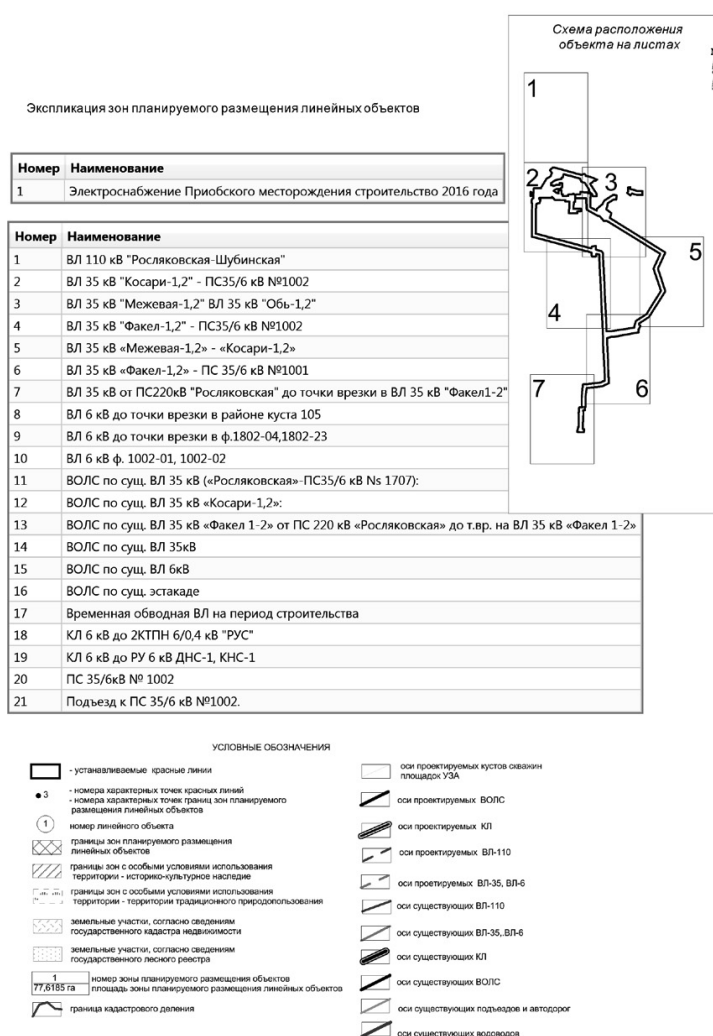 Схема расположения
объекта на листах
1
2
3
5
4
7
6
Экспликация зон планируемого размещения линейных объектов
Номер Наименование
1 Электроснабжение Приобского месторождения строительство 2016 года
Номер Наименование
1 ВЛ 110 кВ "Росляковская-Шубинская"
2 ВЛ 35 кВ "Косари-1,2" - ПС35/6 кВ №1002
3 ВЛ 35 кВ "Межевая-1,2" ВЛ 35 кВ "Обь-1,2"
4 ВЛ 35 кВ "Факел-1,2" - ПС35/6 кВ №1002
5 ВЛ 35 кВ «Межевая-1,2» - «Косари-1,2»
6 ВЛ 35 кВ «Факел-1,2» - ПС 35/6 кВ №1001
7 ВЛ 35 кВ от ПС220кВ "Росляковская" до точки врезки в ВЛ 35 кВ "Факел1-2"
8 ВЛ 6 кВ до точки врезки в районе куста 105
9 ВЛ 6 кВ до точки врезки в ф.1802-04,1802-23
10 ВЛ 6 кВ ф. 1002-01, 1002-02
11 ВОЛС по сущ. ВЛ 35 кВ («Росляковская»-ПС35/6 кВ Ns 1707):
12 ВОЛС по сущ. ВЛ 35 кВ «Косари-1,2»:
13 ВОЛС по сущ. ВЛ 35 кВ «Факел 1-2» от ПС 220 кВ «Росляковская» до т.вр. на ВЛ 35 кВ «Факел 1-2»
14 ВОЛС по сущ. ВЛ 35кВ
15 ВОЛС по сущ. ВЛ 6кВ
16 ВОЛС по сущ. эстакаде
17 Временная обводная ВЛ на период строительства
18 КЛ 6 кВ до 2КТПН 6/0,4 кВ "РУС"
19 КЛ 6 кВ до РУ 6 кВ ДНС-1, КНС-1
20 ПС 35/6кВ № 1002
21 Подъезд к ПС 35/6 кВ №1002.
УСЛОВНЫЕ ОБОЗНАЧЕНИЯ
- устанавливаемые красные линии
3 - номера характерных точек красных линий
- номера характерных точек границ зон планируемого
размещения линейных объектов
1 номер линейного объекта
границы зон планируемого размещения
линейных объектов
границы зон с особыми условиями использования
территории - историко-культурное наследие
границы зон с особыми условиями использования
территории - территории традиционного природопользования
земельные участки, согласно сведениям
государственного кадастра недвижимости
земельные участки, согласно сведениям
государственного лесного реестра
1 номер зоны планируемого размещения объектов
77,6185 га площадь зоны планируемого размещения линейных объектов
граница кадастрового деления
оси проектируемых кустов скважин
площадок УЗА
оси проектируемых ВОЛС
оси проектируемых КЛ
оси проектируемых ВЛ-110
оси проетируемых ВЛ-35, ВЛ-6
оси существующих ВЛ-110
оси существующих ВЛ-35,.ВЛ-6
оси существующих КЛ
оси существующих ВОЛС
оси существующих подъездов и автодорог
оси существующих водоводов